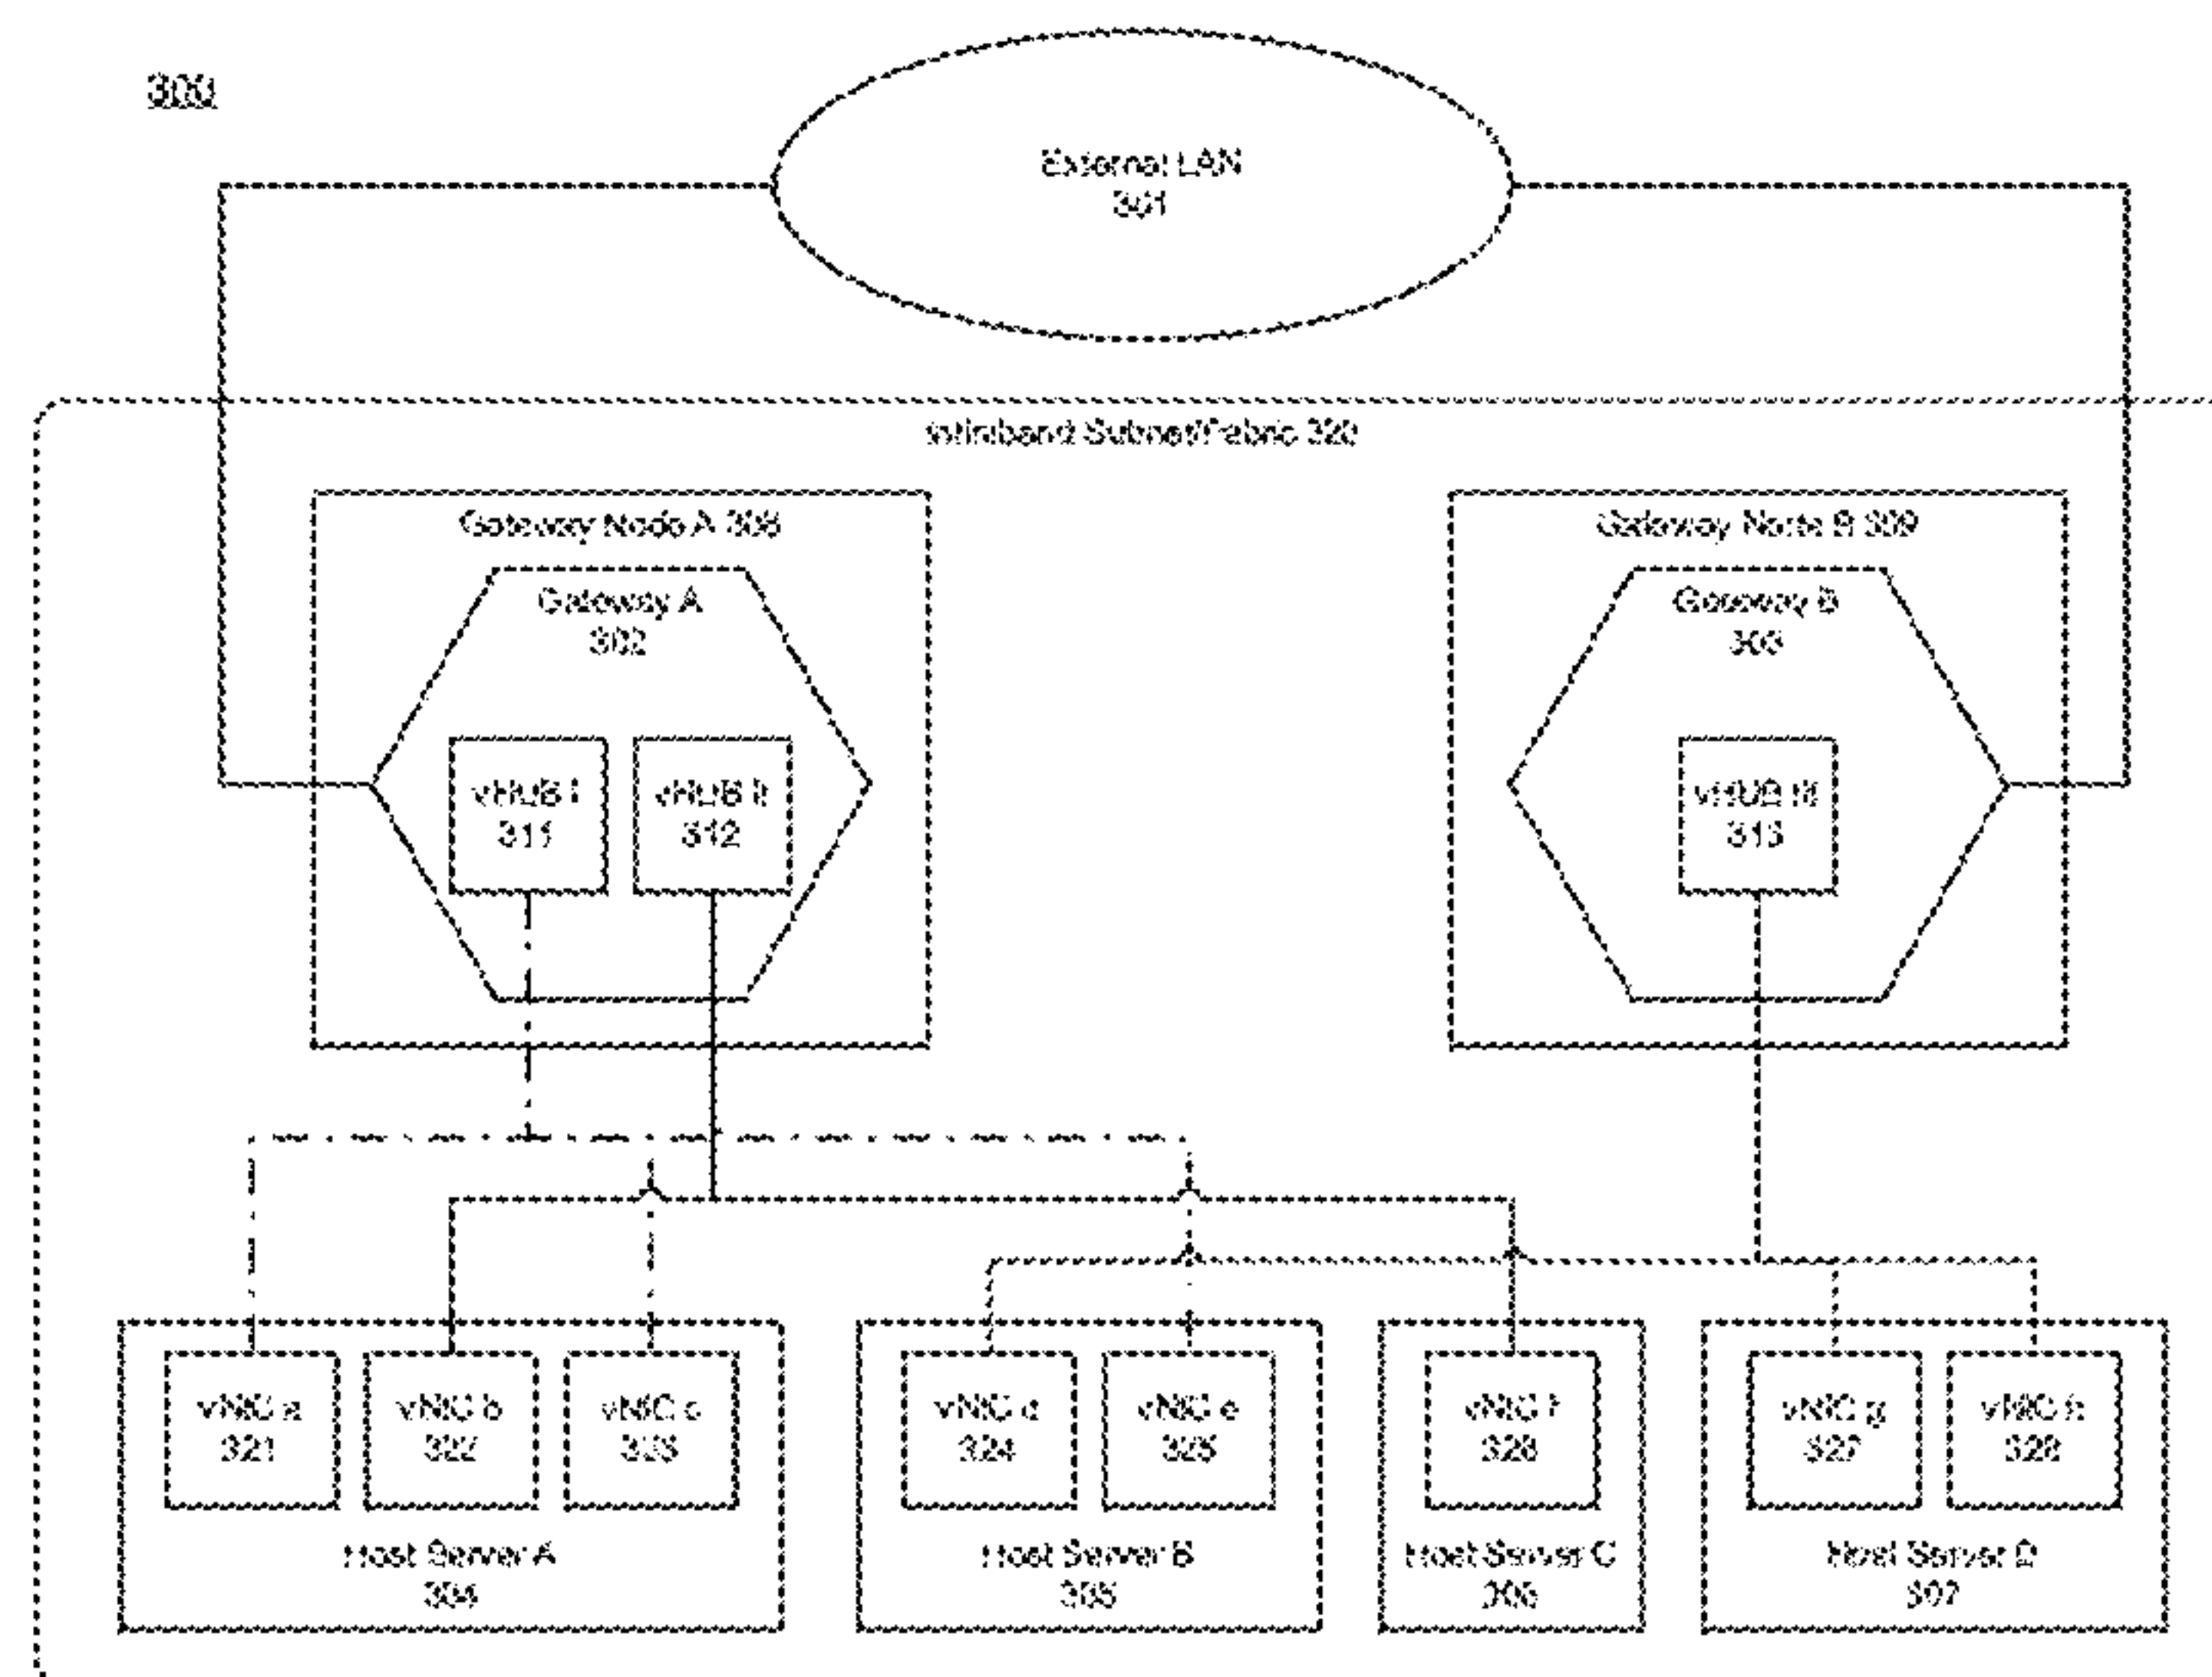 300
External LAN
301
Infiniband Subnet/Fabric 320
Gateway Node A 308
Gateway Node B 309
Gateway A
302
Gateway B
303
vHUB I
311
vHUB II
312
vHUB III
313
vNIC a
321
vNIC b
322
vNIC c
323
vNIC d
324
vNIC e
325
vNIC f
326
vNIC g
327
vNIC h
328
Host Server A
304
Host Server B
305
Host Server C
306
Host Server D
307